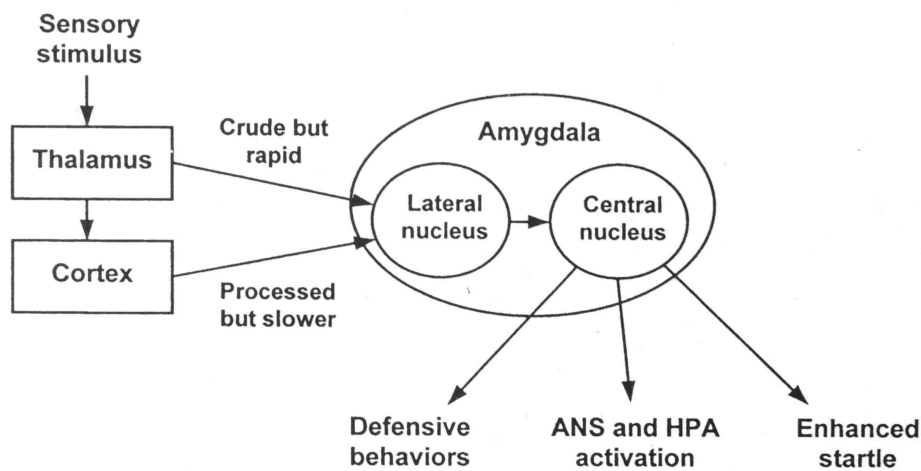 Sensory
stimulus
Thalamus
Cortex
Crude but
rapid
Processed
but slower
Amygdala
Lateral
nucleus
Central
nucleus
Defensive
behaviors
ANS and HPA
activation
Enhanced
startle